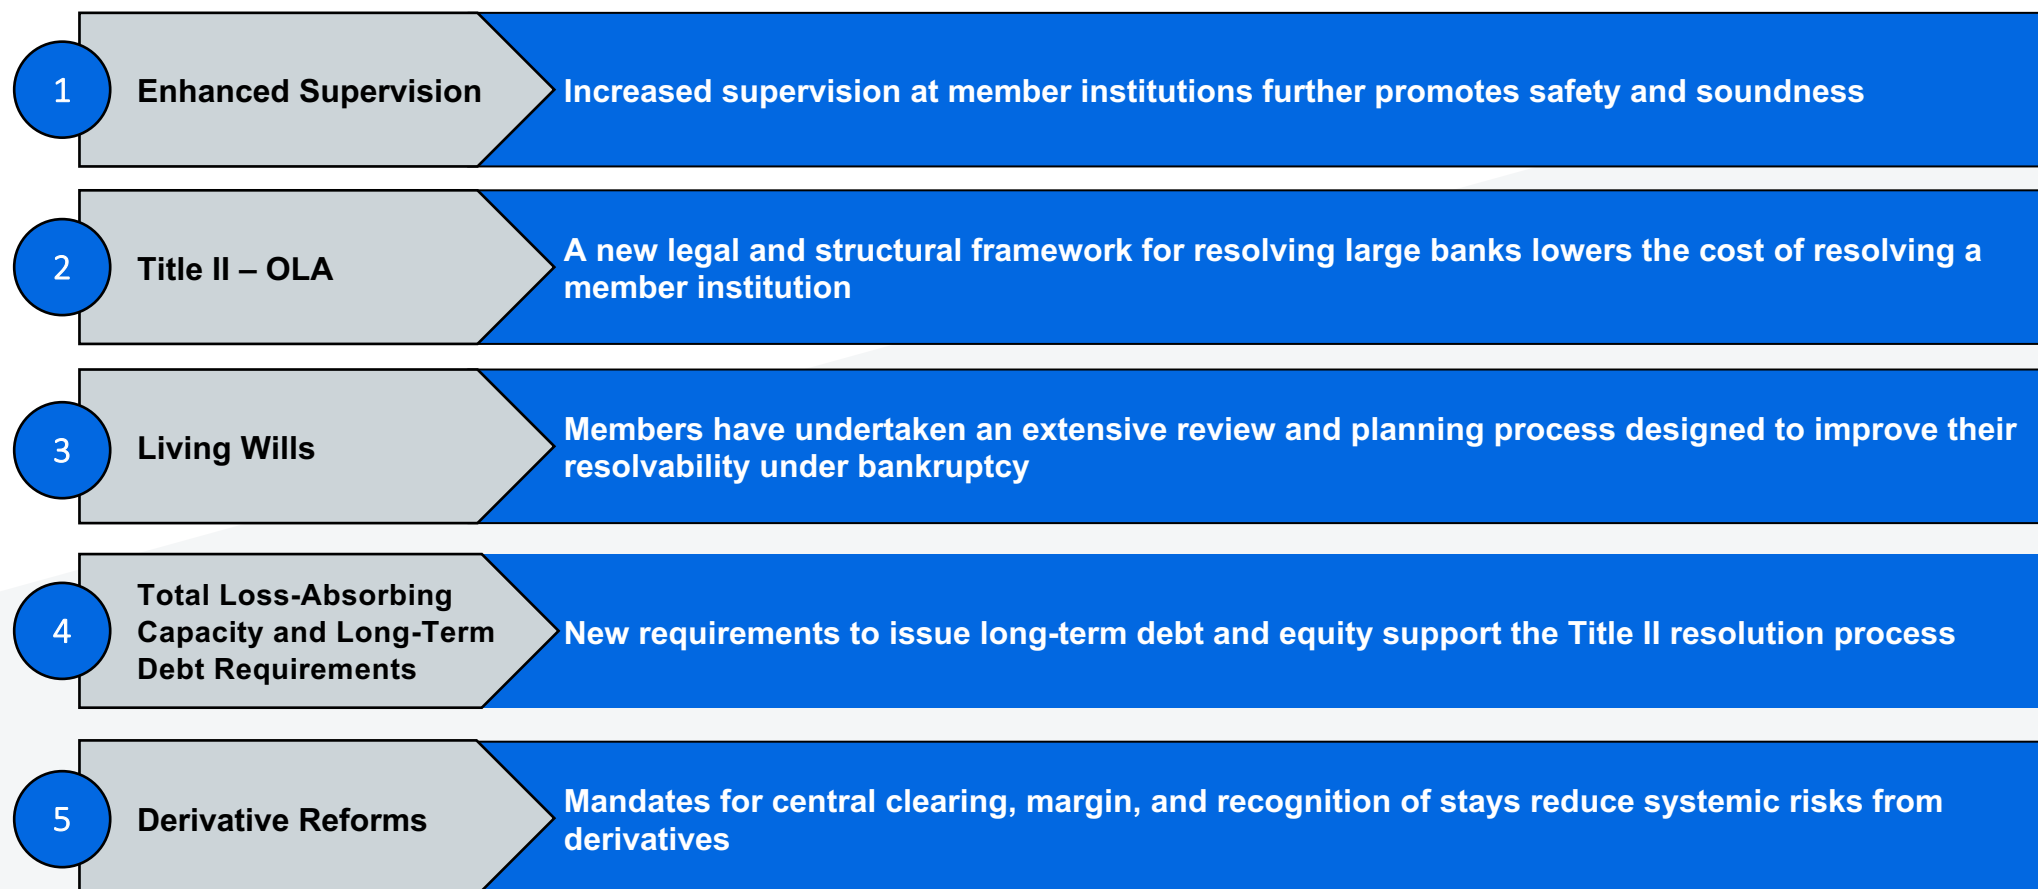 1
Enhanced Supervision
Increased supervision at member institutions further promotes safety and soundness
2
Title II – OLA
A new legal and structural framework for resolving large banks lowers the cost of resolving a
member institution
3
Living Wills
Members have undertaken an extensive review and planning process designed to improve their
resolvability under bankruptcy
4
Total Loss-Absorbing
Capacity and Long-Term
Debt Requirements
New requirements to issue long-term debt and equity support the Title II resolution process
5
Derivative Reforms
Mandates for central clearing, margin, and recognition of stays reduce systemic risks from
derivatives